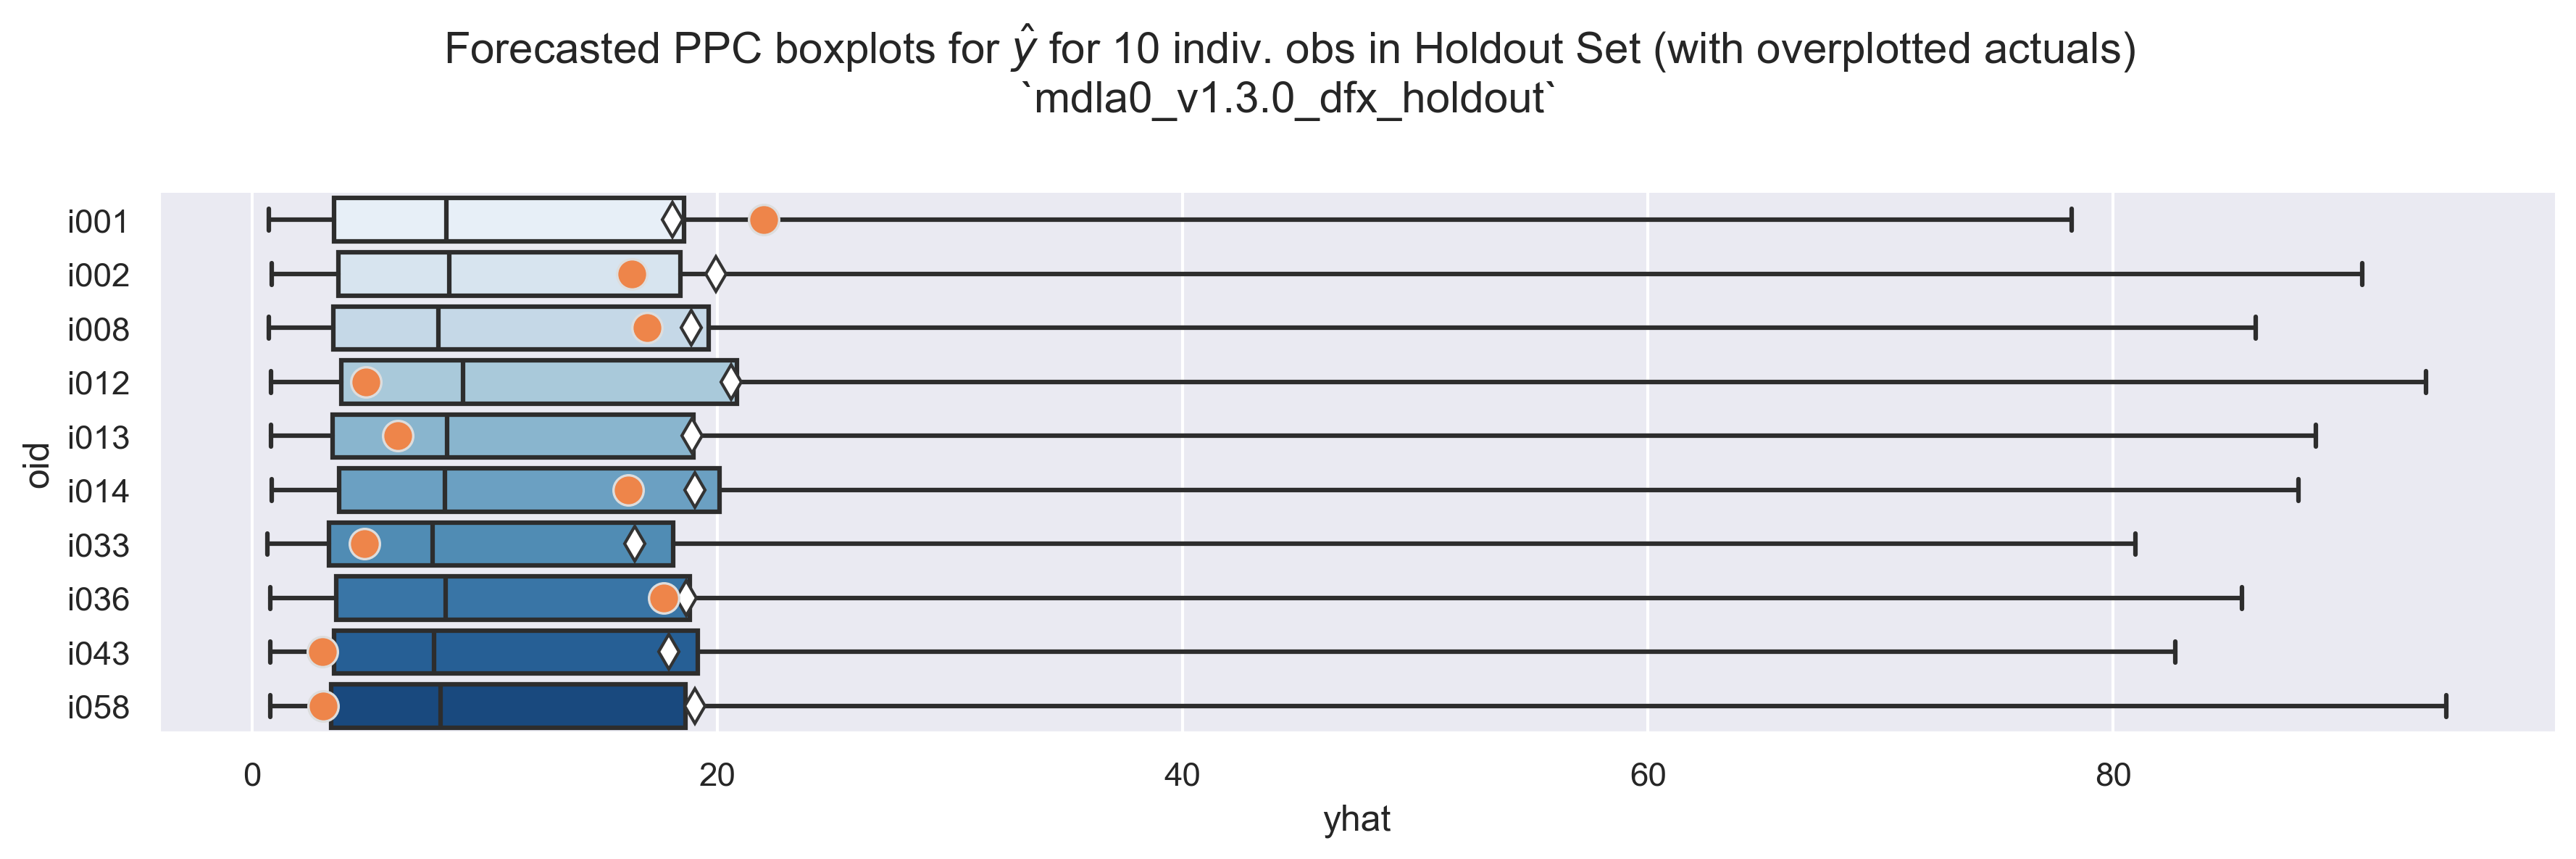 Forecasted PPC boxplots for ŷ for 10 indiv. obs in Holdout Set (with overplotted actuals)
`mdla0_v1.3.0_dfx_holdout`
oid
i001
i002
i008
i012
i013
i014
i033
i036
i043
i058
0 20 40 60 80
yhat